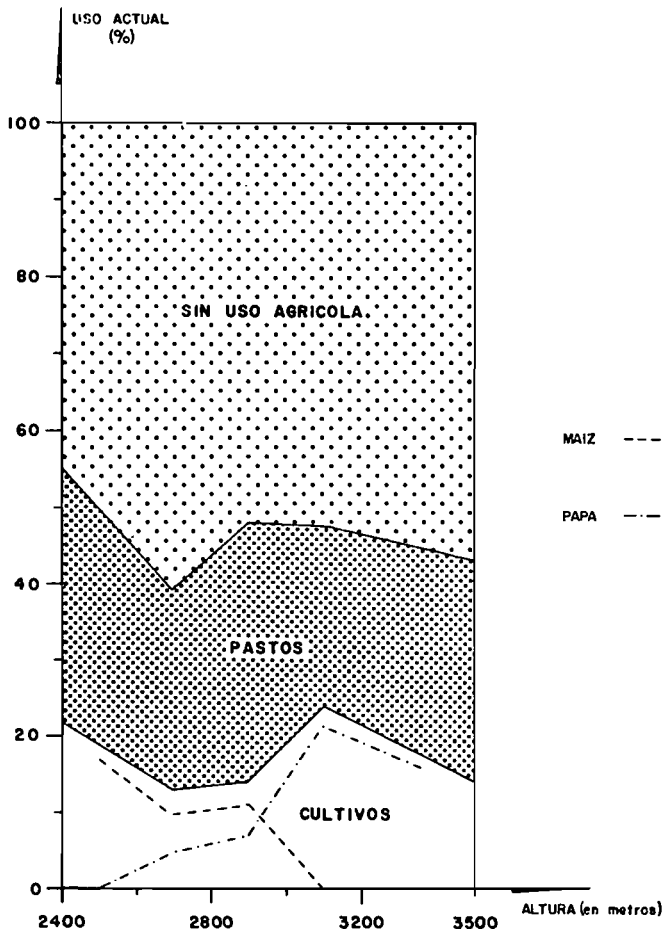 USO ACTUAL
(%)
100
80
SIN USO AGRICOLA
60
MAIZ
PAPA
40
PASTOS
20
CULTIVOS
0
2400 2800 3200 3500
ALTURA (en metros)